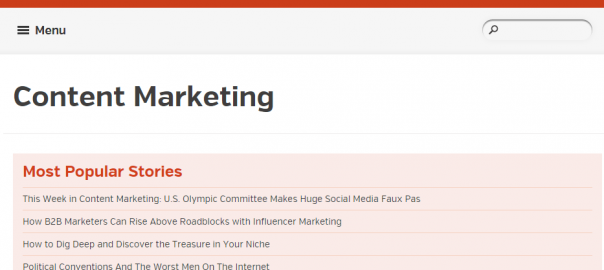 Menu
Content Marketing
Most Popular Stories
This Week in Content Marketing: U.S. Olympic Committee Makes Huge Social Media Faux Pas
How B2B Marketers Can Rise Above Roadblocks with Influencer Marketing
How to Dig Deep and Discover the Treasure in Your Niche
Political Conventions And The Worst Men On The Internet